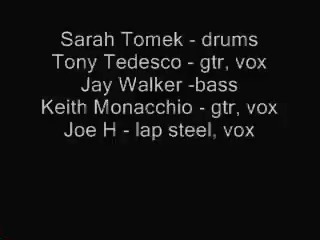 Sarah Tomek - drums
Tony Tedesco - gtr, vox
Jay Walker -bass
Keith Monacchio - gtr, vox
Joe H - lap steel, vox